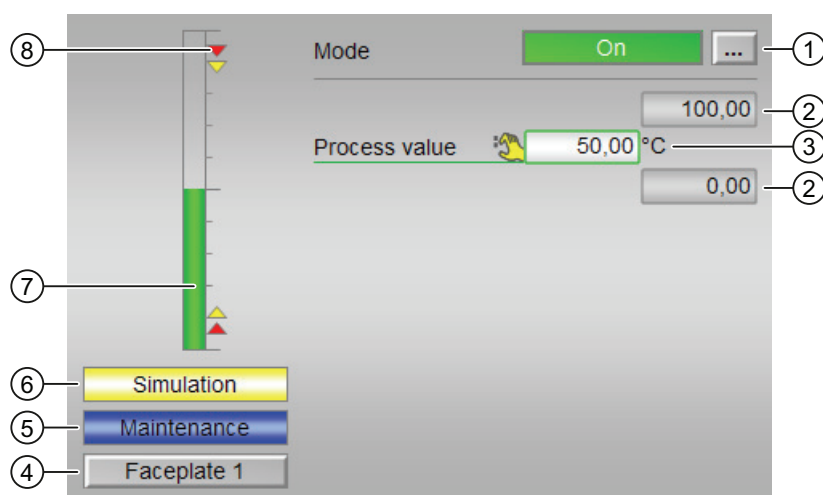 8
Mode On ... 1
100,00 2
Process value 50,00 °C 3
0,00 2
7
6 Simulation
5 Maintenance
4 Faceplate 1